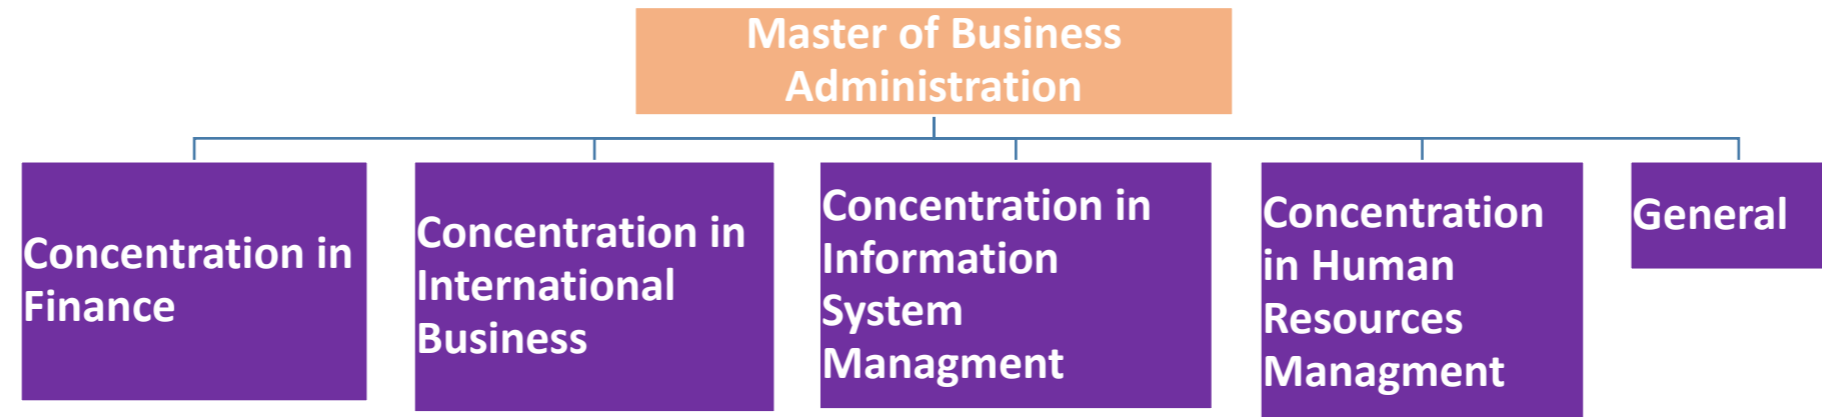 Master of Business
Administration
Concentration in
Finance
Concentration in
International
Business
Concentration in
Information
System
Managment
Concentration
in Human
Resources
Managment
General